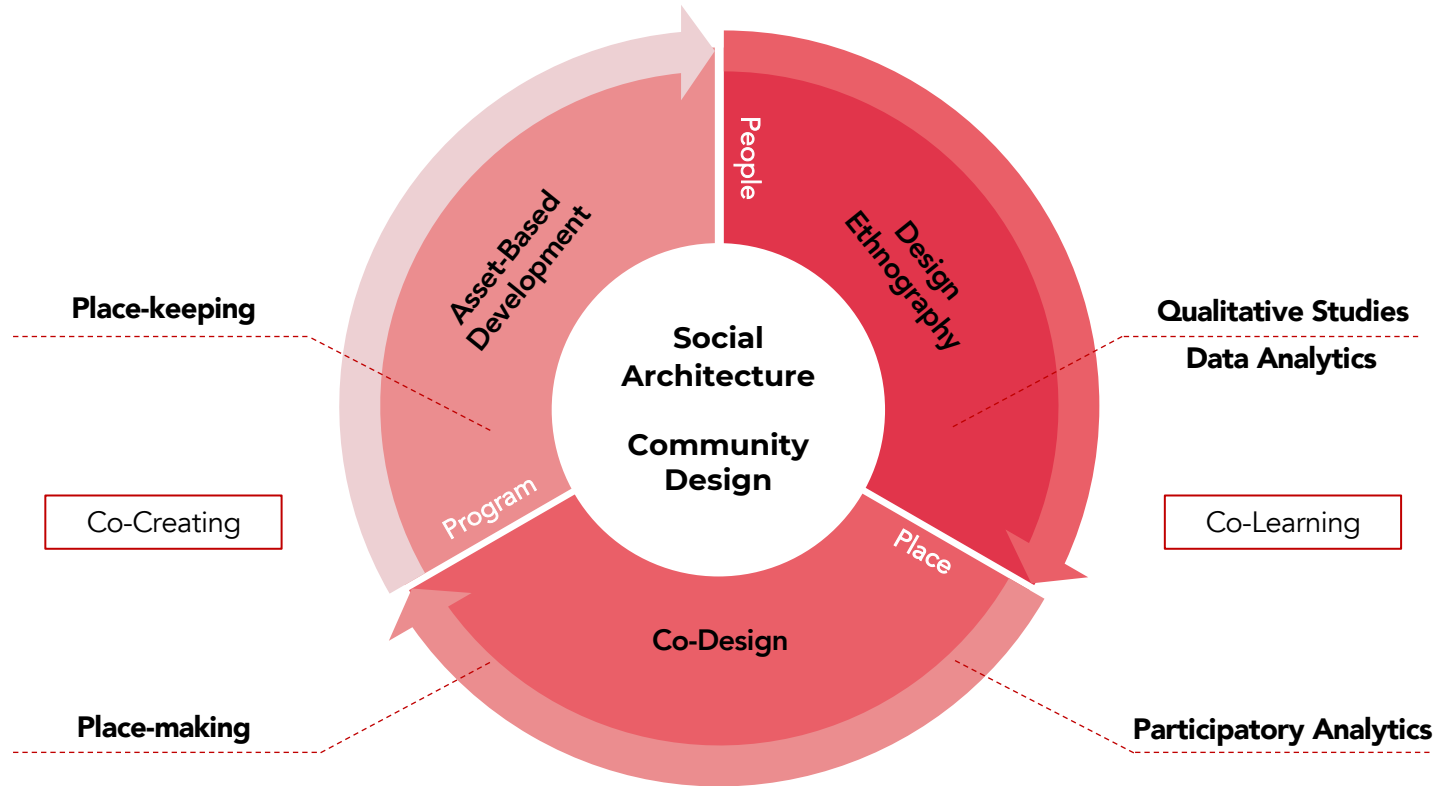 People
Design
Ethnography
Asset-Based
Development
Place-keeping
Qualitative Studies
Data Analytics
Social
Architecture
Community
Design
Program
Place
Co-Creating
Co-Learning
Co-Design
Place-making
Participatory Analytics